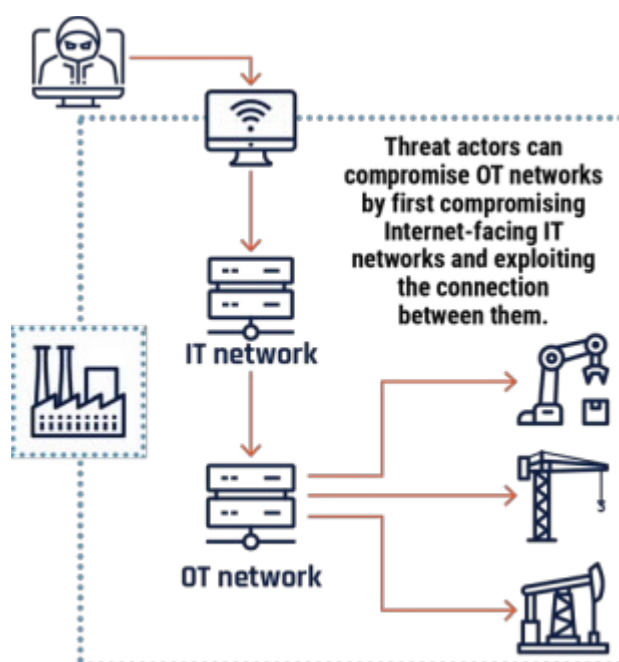 Threat actors can
compromise OT networks
by first compromising
Internet-facing IT
networks and exploiting
the connection
between them.
IT network
OT network